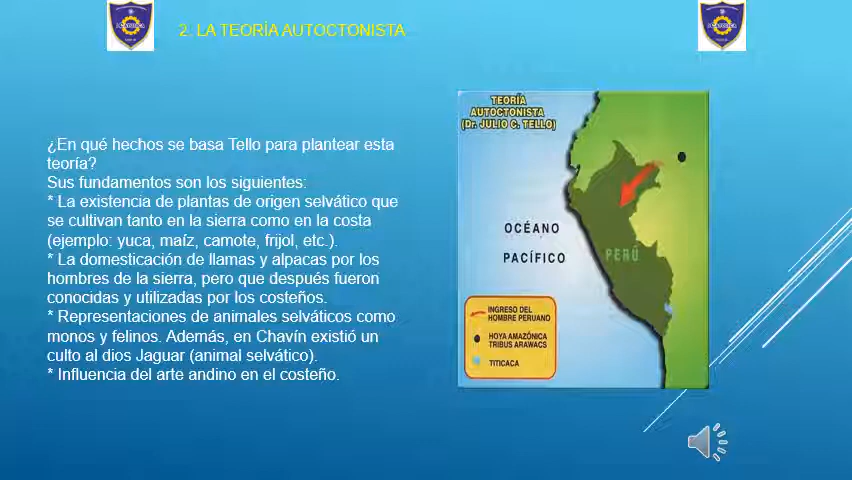 2. LA TEORÍA AUTOCTONISTA
¿En qué hechos se basa Tello para plantear esta
teoría?
Sus fundamentos son los siguientes:
* La existencia de plantas de origen selvático que
se cultivan tanto en la sierra como en la costa
(ejemplo: yuca, maíz, camote, frijol, etc.).
* La domesticación de llamas y alpacas por los
hombres de la sierra, pero que después fueron
conocidas y utilizadas por los costeños.
* Representaciones de animales selváticos como
monos y felinos. Además, en Chavín existió un
culto al dios Jaguar (animal selvático).
* Influencia del arte andino en el costeño.
TEORÍA
AUTOCTONISTA
(Dr. JULIO C. TELLO)
OCÉANO
PACÍFICO
PERÚ
INGRESO DEL
HOMBRE PERUANO
HOYA AMAZÓNICA
TRIBUS ARAWACS
TITICACA